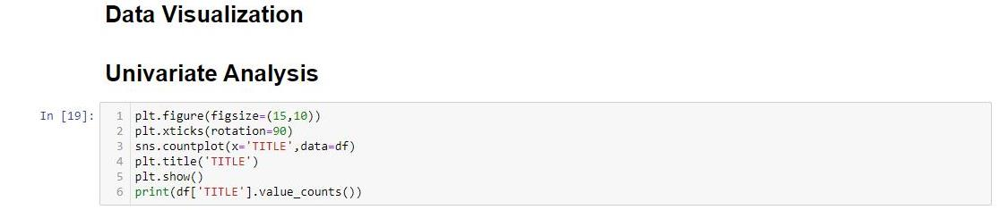 Data Visualization
Univariate Analysis
In [19]:
1 plt.figure(figsize=(15,10))
2 plt.xticks(rotation=90)
3 sns.countplot(x='TITLE',data=df)
4 plt.title('TITLE')
5 plt.show()
6 print(df['TITLE'].value_counts())